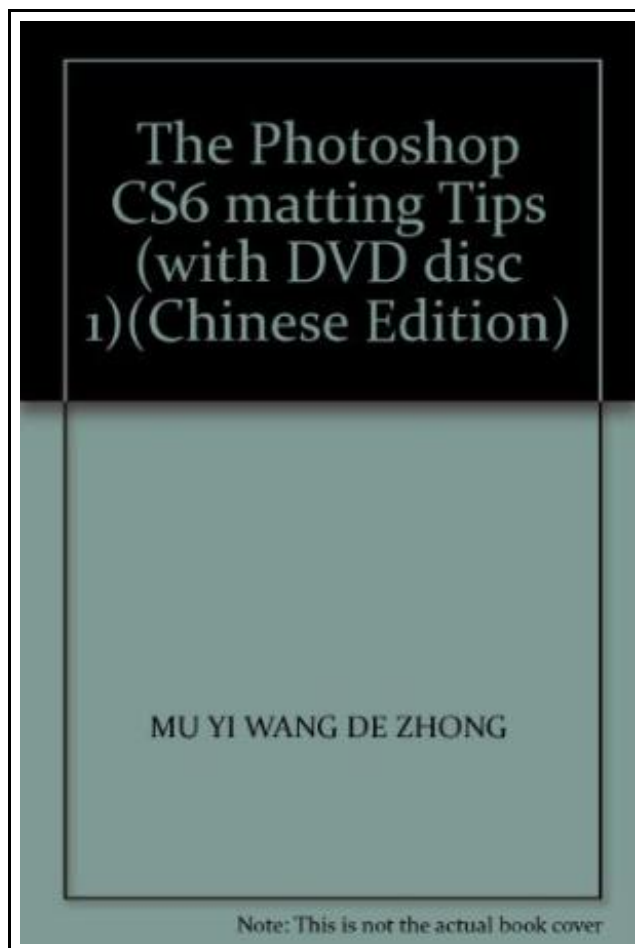 The Photoshop
CS6 matting Tips
(with DVD disc
1)(Chinese Edition)
MU YI WANG DE ZHONG
Note: This is not the actual book cover